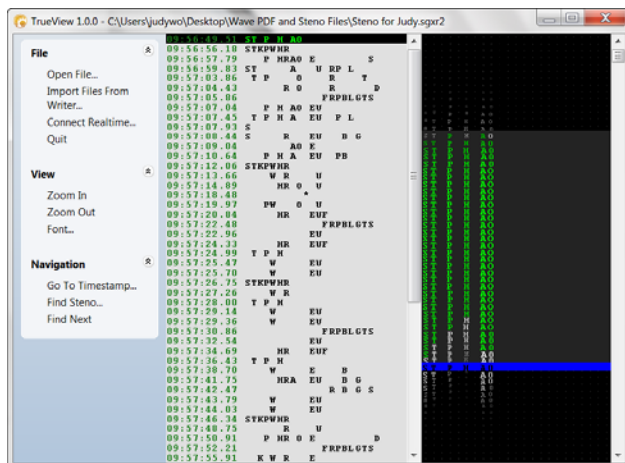 TrueView 1.0.0 - C:\Users\judywo\Desktop\Wave PDF and Steno Files\Steno for Judy.sgxr2
File
Open File...
Import Files From
Writer...
Connect Realtime...
Quit
View
Zoom In
Zoom Out
Font...
Navigation
Go To Timestamp...
Find Steno...
Find Next
09:56:49.51 ST P H AO
09:56:56.10 STKPWHR
09:56:57.79 P HRAO E S
09:56:59.83 ST A U RP L
09:57:03.86 T P O R T
09:57:04.43 R O R D
09:57:05.06 FRPBLGTS
09:57:07.04 P H AO EU
09:57:07.45 T P H A EU P L
09:57:07.93 S
09:57:08.44 S R EU B G
09:57:09.04 AO E
09:57:10.64 P H A EU PB
09:57:12.06 STKPWHR
09:57:13.66 W R U
09:57:14.09 HR O U
09:57:18.48 *
09:57:19.97 PW O U
09:57:20.84 HR EUF
09:57:22.48 FRPBLGTS
09:57:22.96 EU
09:57:24.33 HR EUF
09:57:24.99 T P H
09:57:25.47 W EU
09:57:25.70 W EU
09:57:26.75 STKPWHR
09:57:27.26 W R
09:57:28.00 T P H
09:57:29.14 W EU
09:57:29.36 W EU
09:57:30.86 FRPBLGTS
09:57:32.54 EU
09:57:34.69 HR EUF
09:57:36.43 T P H
09:57:38.70 W E B
09:57:41.75 HRA EU B G
09:57:42.47 R B G S
09:57:43.79 W EU
09:57:44.03 W EU
09:57:46.34 STKPWHR
09:57:48.75 R U
09:57:50.91 P HR O E D
09:57:52.21 FRPBLGTS
09:57:55.91 K W R E